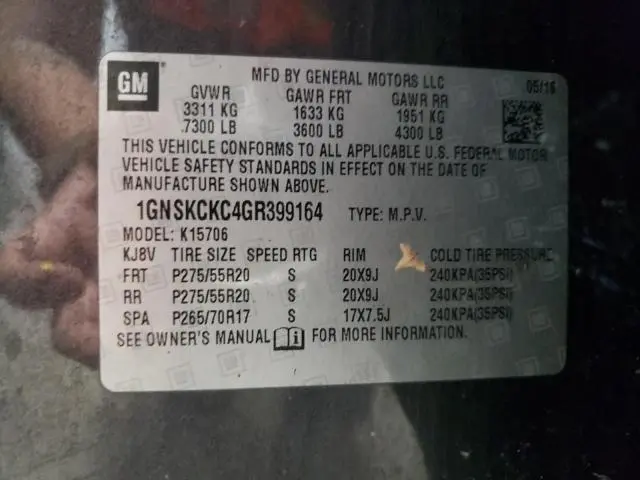 GM
MFD BY GENERAL MOTORS LLC
05/16
GVWR GAWR FRT GAWR RR
3311 KG 1633 KG 1951 KG
7300 LB 3600 LB 4300 LB
THIS VEHICLE CONFORMS TO ALL APPLICABLE U.S. FEDERAL MOTOR
VEHICLE SAFETY STANDARDS IN EFFECT ON THE DATE OF
MANUFACTURE SHOWN ABOVE.
1GNSKCKC4GR399164 TYPE: M.P.V.
MODEL: K15706
KJ8V TIRE SIZE SPEED RTG RIM COLD TIRE PRESSURE
FRT P275/55R20 S 20X9J 240KPA(35PSI)
RR P275/55R20 S 20X9J 240KPA(35PSI)
SPA P265/70R17 S 17X7.5J 240KPA(35PSI)
SEE OWNER'S MANUAL i FOR MORE INFORMATION.